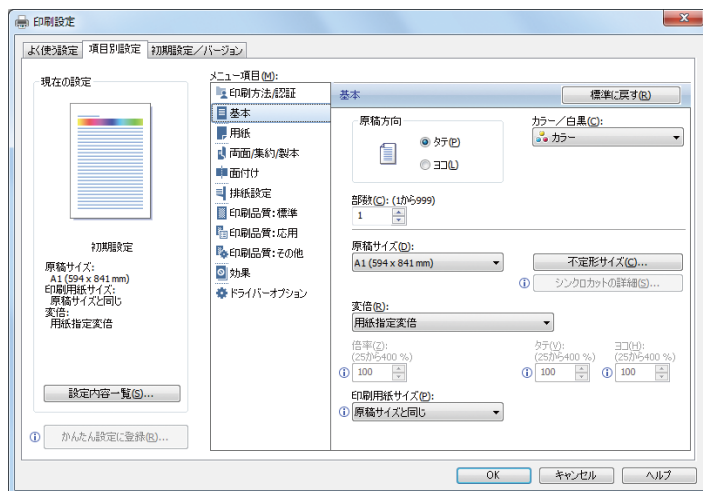 印刷設定
よく使う設定 項目別設定 初期設定／バージョン
現在の設定
初期設定
原稿サイズ:
A1 (594 x 841 mm)
印刷用紙サイズ:
原稿サイズと同じ
変倍:
用紙指定変倍
設定内容一覧(S)...
かんたん設定に登録(R)...
メニュー項目(M):
印刷方法/認証
基本
用紙
両面/集約/製本
面付け
排紙設定
印刷品質:標準
印刷品質:応用
印刷品質:その他
効果
ドライバーオプション
基本
標準に戻す(R)
原稿方向
タテ(P)
ヨコ(L)
カラー／白黒(C):
カラー
部数(C): (1から999)
1
原稿サイズ(D):
A1 (594 x 841 mm)
不定形サイズ(C)...
シンクロカットの詳細(S)...
変倍(R):
用紙指定変倍
倍率(Z):
(25から400 %)
100
タテ(V):
(25から400 %)
100
ヨコ(H):
(25から400 %)
100
印刷用紙サイズ(P):
原稿サイズと同じ
OK キャンセル ヘルプ